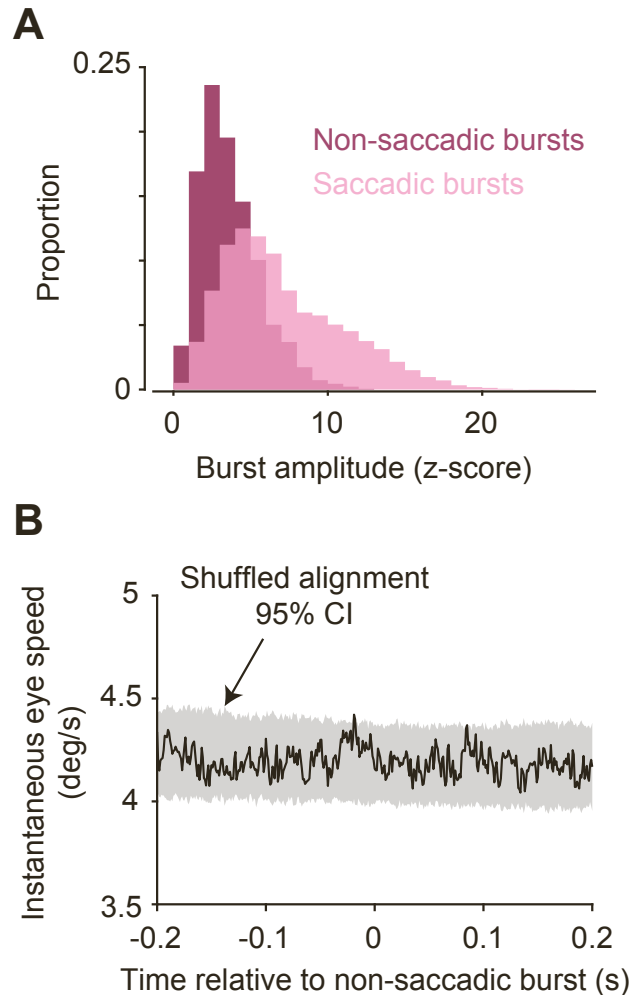 A
0.25
Non-saccadic bursts
Saccadic bursts
Proportion
0
0
10
20
Burst amplitude (z-score)
B
Shuffled alignment
95% CI
5
4.5
4
3.5
Instantaneous eye speed
(deg/s)
-0.2
-0.1
0
0.1
0.2
Time relative to non-saccadic burst (s)